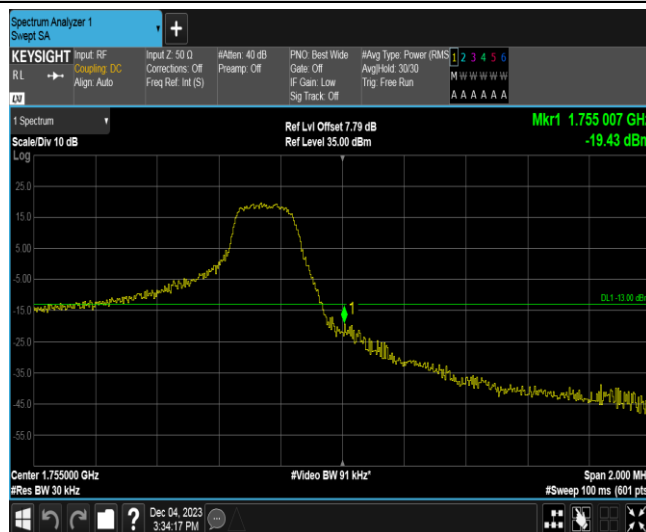 Spectrum Analyzer 1
Swept SA
+
KEYSIGHT Input: RF Input Z: 50 Ω #Atten: 40 dB PNO: Best Wide #Avg Type: Power (RMS 1 2 3 4 5 6
RL Coupling: DC Corrections: Off Preamp: Off Gate: Off Avg|Hold: 30/30 M W W W W W
Align: Auto Freq Ref: Int (S) IF Gain: Low Trig: Free Run
Sig Track: Off A A A A A A
LXI
1 Spectrum Ref Lvl Offset 7.79 dB Mkr1 1.755 007 GHz
Scale/Div 10 dB Ref Level 35.00 dBm -19.43 dBm
Log
25.0
15.0
5.00
-5.00
DL1 -13.00 dBm
1
-15.0
-25.0
-35.0
-45.0
-55.0
Center 1.755000 GHz #Video BW 91 kHz* Span 2.000 MH
#Res BW 30 kHz #Sweep 100 ms (601 pts
? Dec 04, 2023
3:34:17 PM